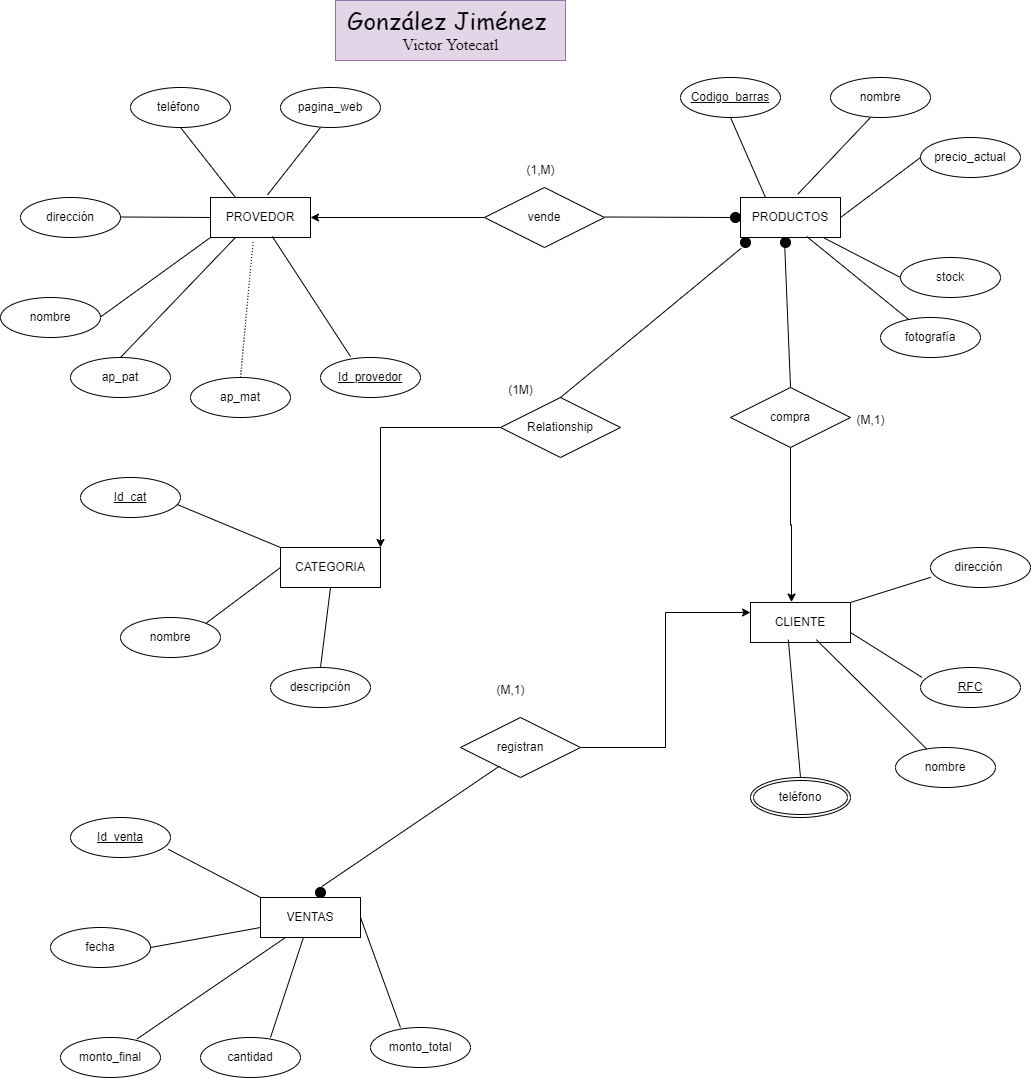 González Jiménez
Victor Yotecatl
teléfono
pagina_web
Codigo_barras
nombre
precio_actual
(1,M)
dirección
PROVEDOR
vende
PRODUCTOS
stock
nombre
fotografía
ap_pat
ap_mat
Id_provedor
(1M)
Relationship
compra
(M,1)
Id_cat
CATEGORIA
dirección
nombre
CLIENTE
descripción
RFC
(M,1)
registran
nombre
teléfono
Id_venta
VENTAS
fecha
monto_final
cantidad
monto_total